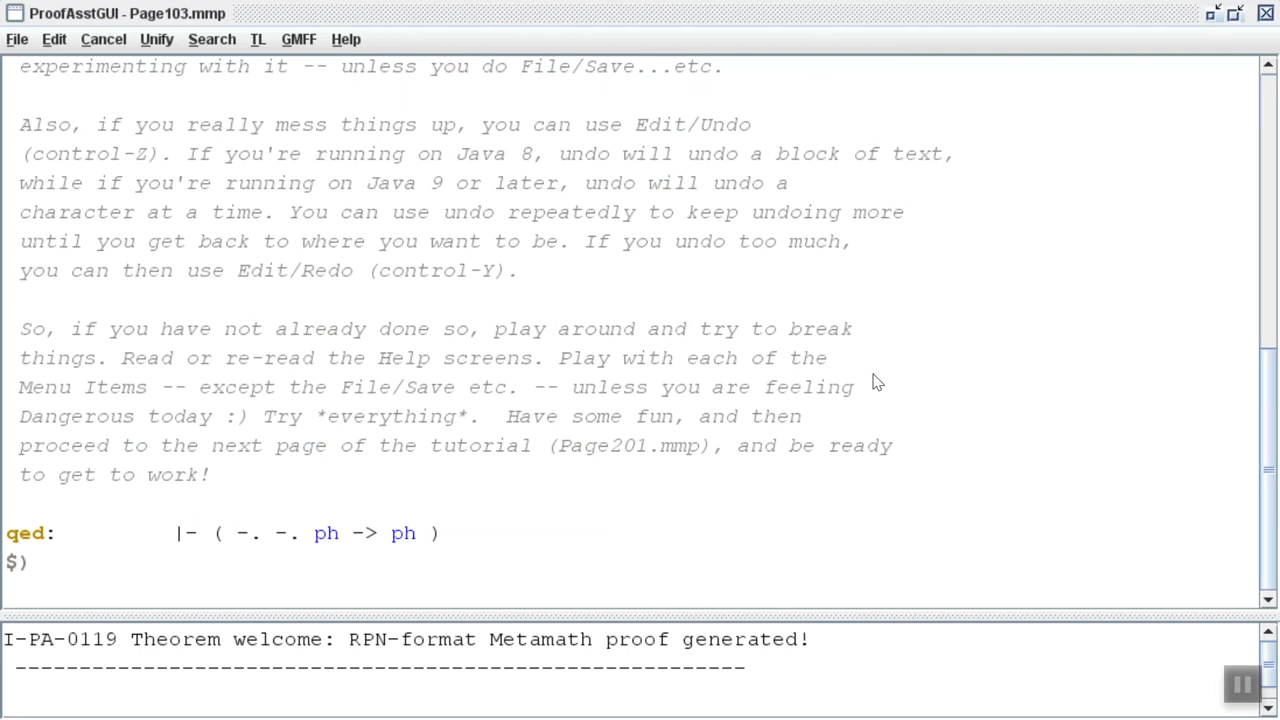 ProofAsstGUI - Page103.mmp
File Edit Cancel Unify Search TL GMFF Help
experimenting with it -- unless you do File/Save...etc.
Also, if you really mess things up, you can use Edit/Undo
(control-Z). If you're running on Java 8, undo will undo a block of text,
while if you're running on Java 9 or later, undo will undo a
character at a time. You can use undo repeatedly to keep undoing more
until you get back to where you want to be. If you undo too much,
you can then use Edit/Redo (control-Y).
So, if you have not already done so, play around and try to break
things. Read or re-read the Help screens. Play with each of the
Menu Items -- except the File/Save etc. -- unless you are feeling
Dangerous today :) Try *everything*.  Have some fun, and then
proceed to the next page of the tutorial (Page201.mmp), and be ready
to get to work!
qed: |- ( -. -. ph -> ph )
$)
I-PA-0119 Theorem welcome: RPN-format Metamath proof generated!
----------------------------------------------------------